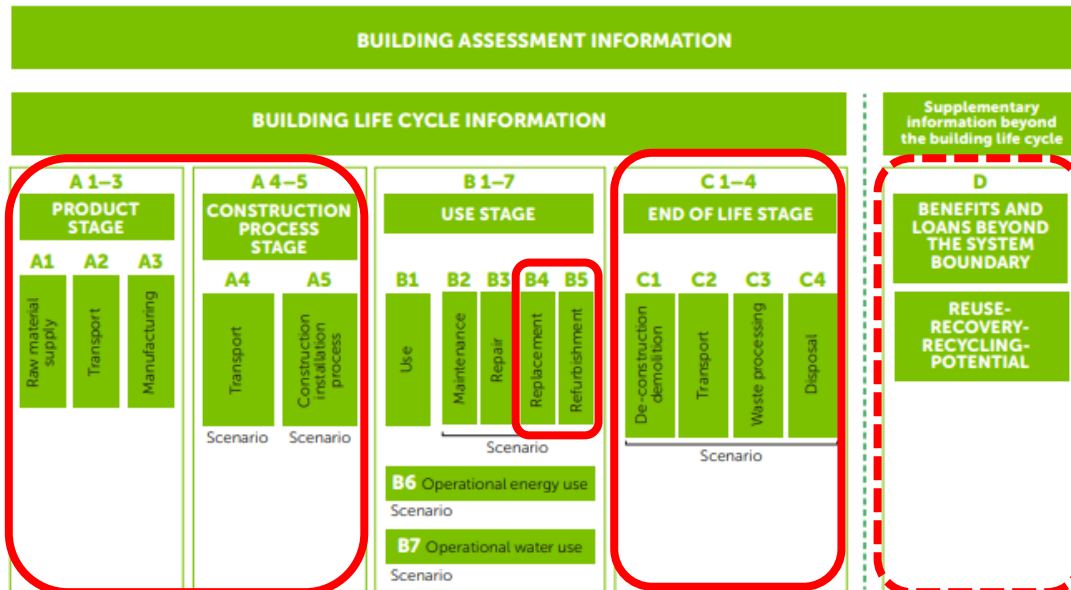 BUILDING ASSESSMENT INFORMATION
BUILDING LIFE CYCLE INFORMATION
Supplementary
information beyond
the building life cycle
A 1–3
PRODUCT
STAGE
A1
A2
A3
Raw material
supply
Transport
Manufacturing
A 4–5
CONSTRUCTION
PROCESS
STAGE
A4
A5
Transport
Construction
installation
process
Scenario
Scenario
B 1–7
USE STAGE
B1
B2
B3
B4
B5
Use
Maintenance
Repair
Replacement
Refurbishment
Scenario
B6 Operational energy use
Scenario
B7 Operational water use
Scenario
C 1–4
END OF LIFE STAGE
C1
C2
C3
C4
De-construction
demolition
Transport
Waste processing
Disposal
Scenario
D
BENEFITS AND
LOANS BEYOND
THE SYSTEM
BOUNDARY
REUSE-
RECOVERY-
RECYCLING-
POTENTIAL